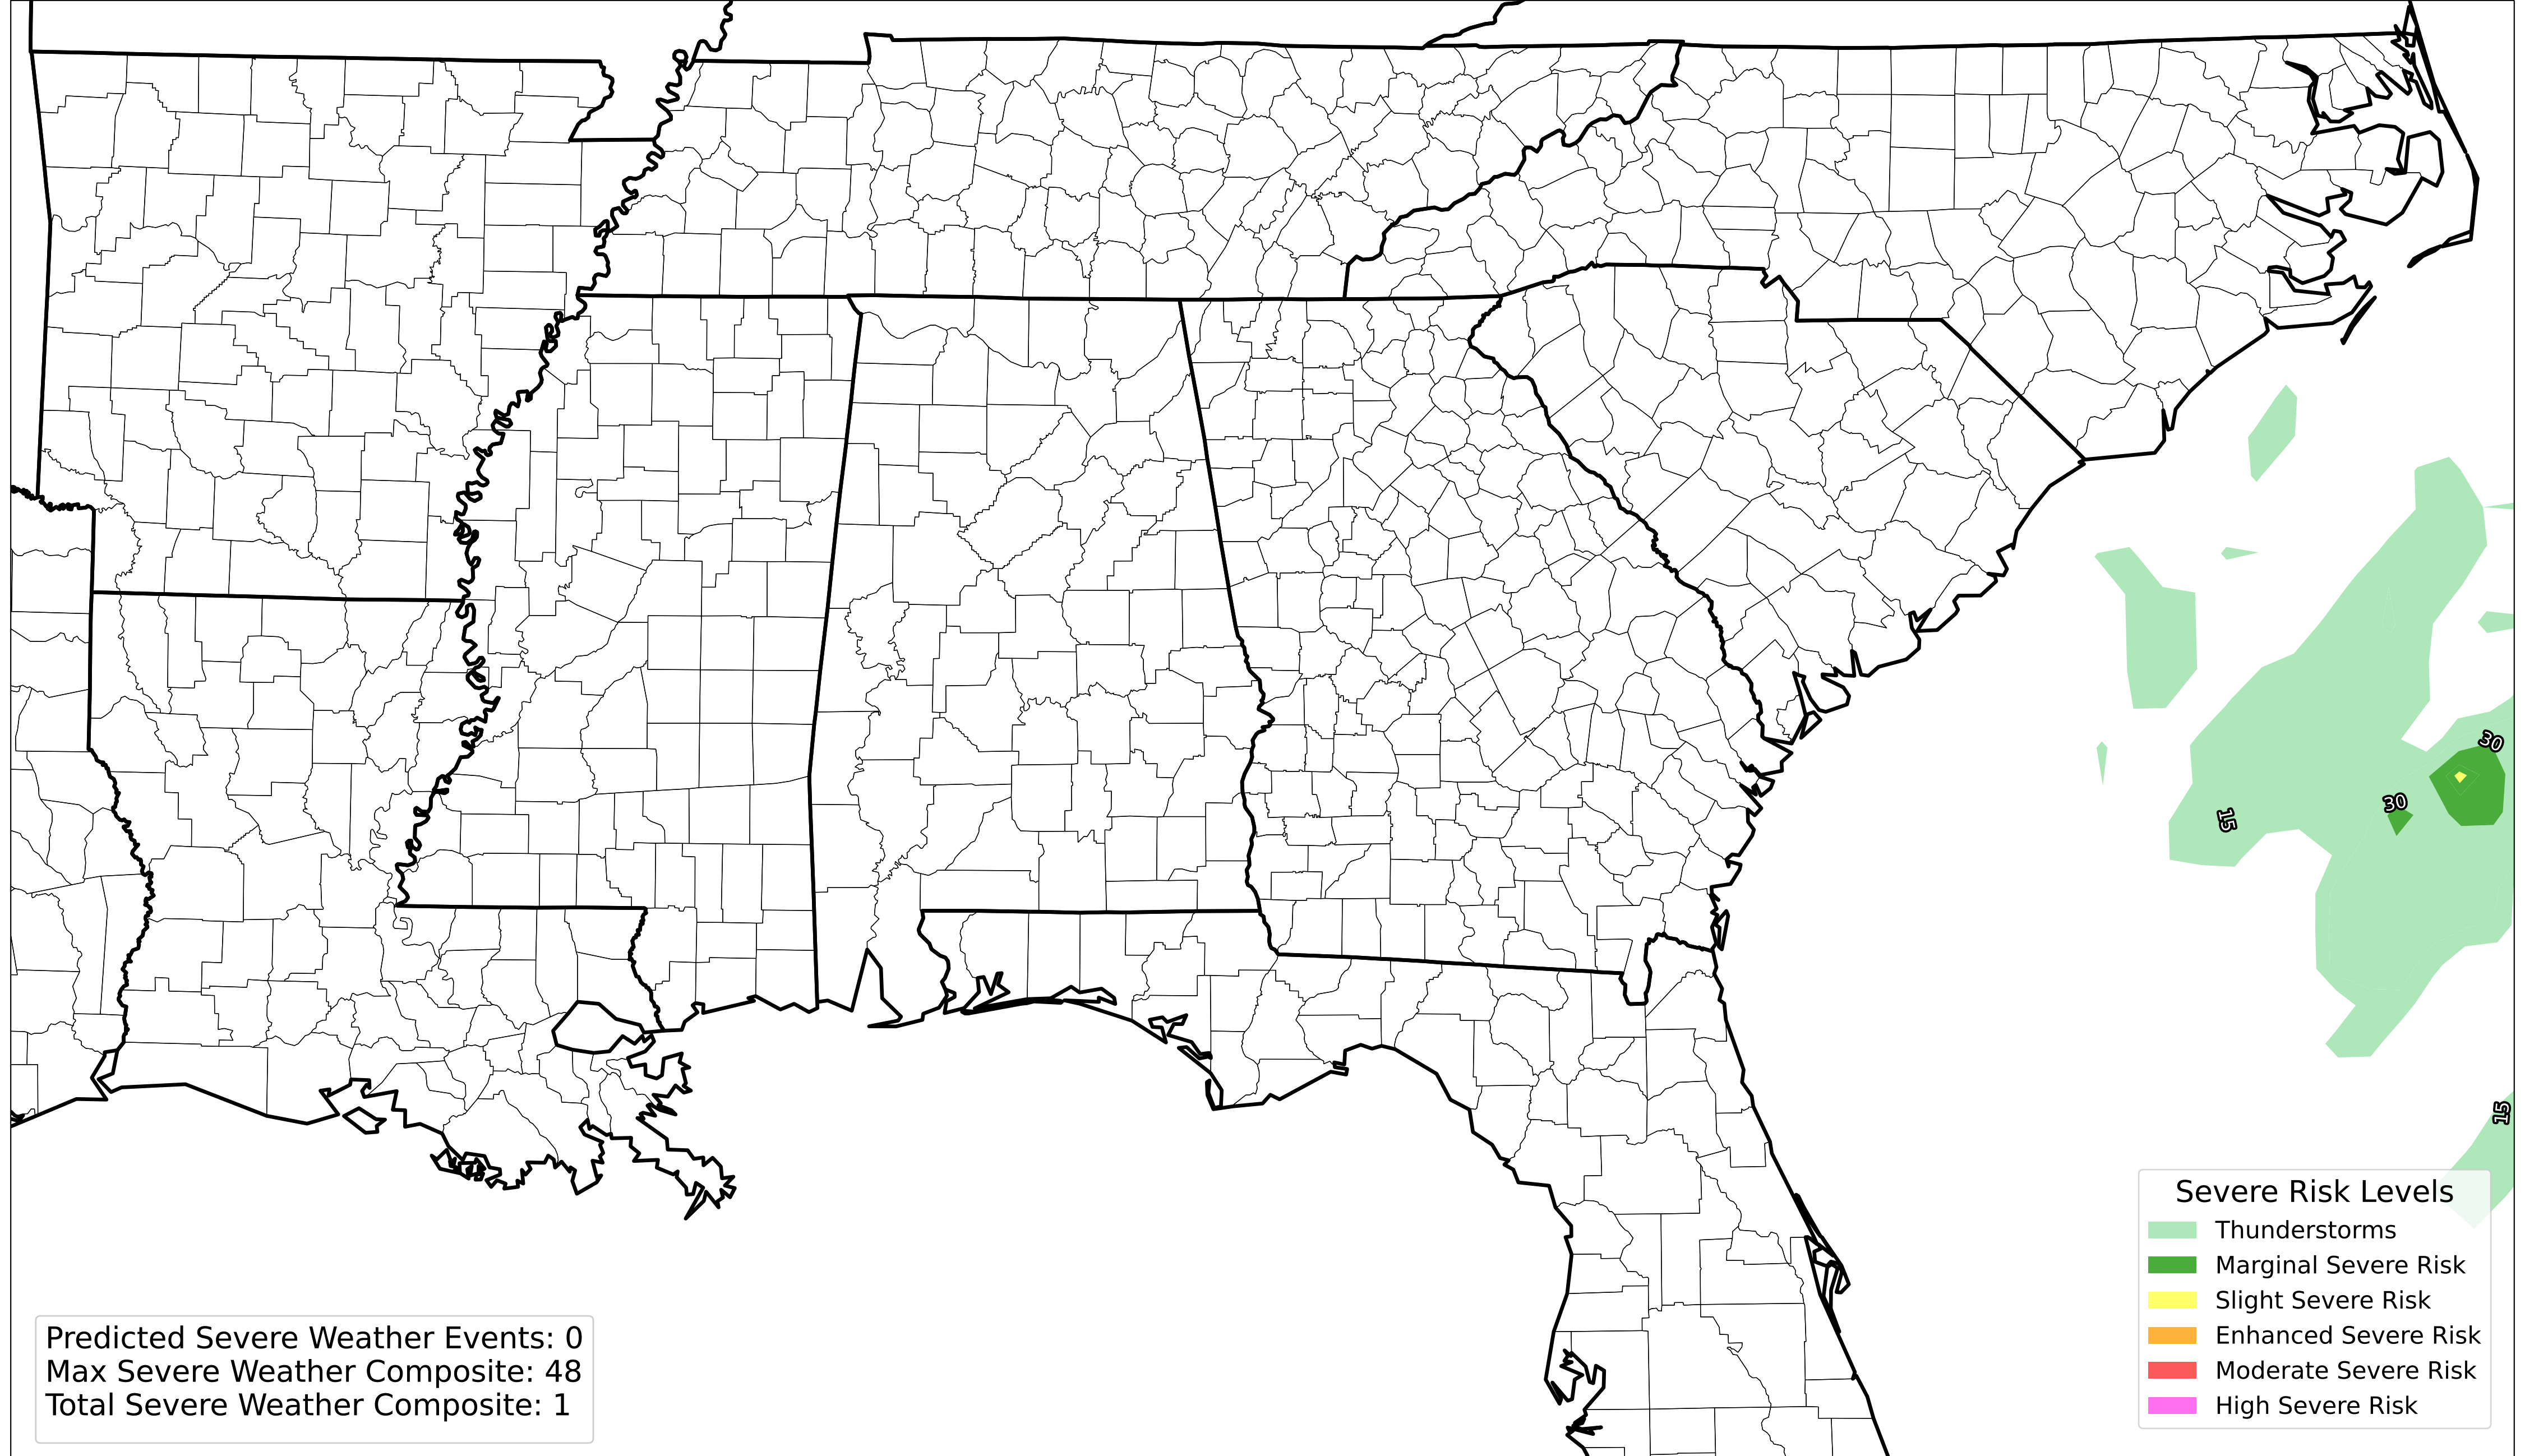 30
30
15
15
Severe Risk Levels
Thunderstorms
Marginal Severe Risk
Slight Severe Risk
Enhanced Severe Risk
Moderate Severe Risk
High Severe Risk
Predicted Severe Weather Events: 0
Max Severe Weather Composite: 48
Total Severe Weather Composite: 1